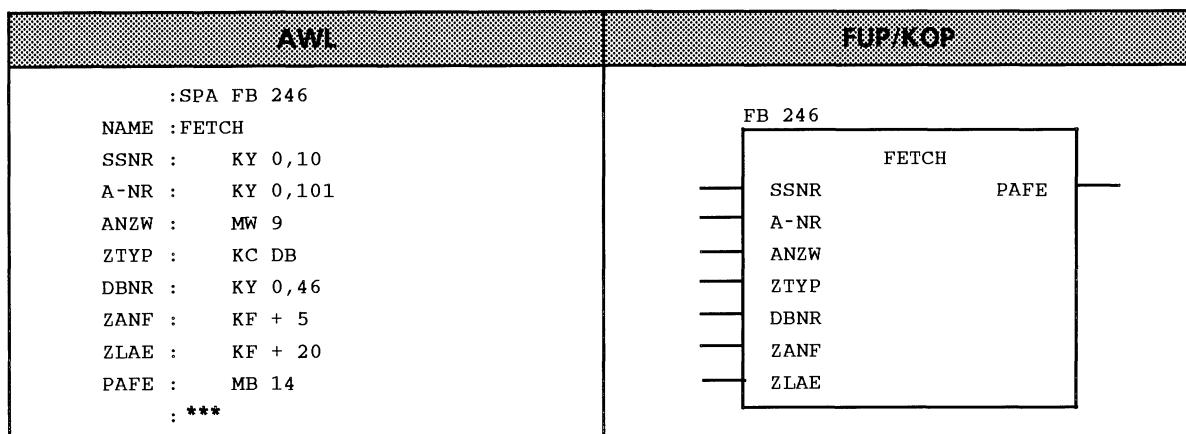 AWL
FUP/KOP
:SPA FB 246
NAME :FETCH
SSNR : KY 0,10
A-NR : KY 0,101
ANZW : MW 9
ZTYP : KC DB
DBNR : KY 0,46
ZANF : KF + 5
ZLAE : KF + 20
PAFE : MB 14
: ***
FB 246
FETCH
SSNR PAFE
A-NR
ANZW
ZTYP
DBNR
ZANF
ZLAE